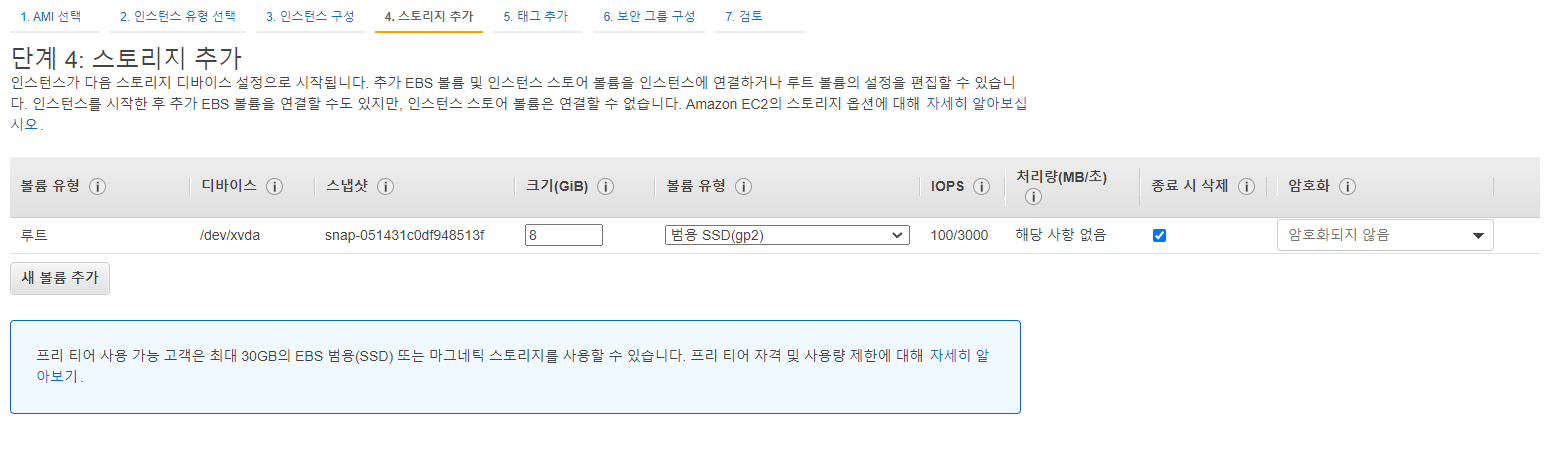 1. AMI 선택 2. 인스턴스 유형 선택 3. 인스턴스 구성 4. 스토리지 추가 5. 태그 추가 6. 보안 그룹 구성 7. 검토
단계 4: 스토리지 추가
인스턴스가 다음 스토리지 디바이스 설정으로 시작됩니다. 추가 EBS 볼륨 및 인스턴스 스토어 볼륨을 인스턴스에 연결하거나 루트 볼륨의 설정을 편집할 수 있습니
다. 인스턴스를 시작한 후 추가 EBS 볼륨을 연결할 수도 있지만, 인스턴스 스토어 볼륨은 연결할 수 없습니다. Amazon EC2의 스토리지 옵션에 대해 자세히 알아보십
시오.
볼륨 유형 디바이스 스냅샷 크기(GiB) 볼륨 유형 IOPS 처리량(MB/초) 종료 시 삭제 암호화
루트 /dev/xvda snap-051431c0df948513f 8 범용 SSD(gp2) 100/3000 해당 사항 없음 암호화되지 않음
새 볼륨 추가
프리 티어 사용 가능 고객은 최대 30GB의 EBS 범용(SSD) 또는 마그네틱 스토리지를 사용할 수 있습니다. 프리 티어 자격 및 사용량 제한에 대해 자세히 알
아보기.